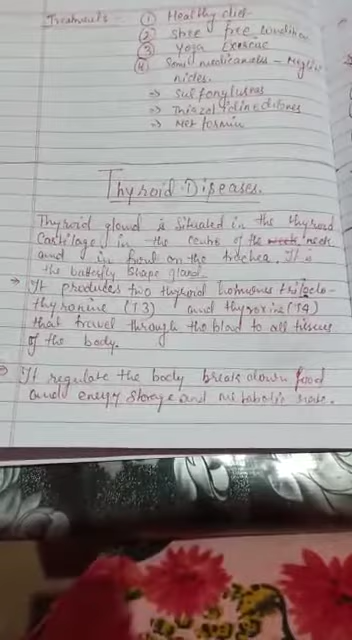 Treatments ① Healthy diet
② stree free condition
③ Yoga Exercise
④ Some medicaments - Meglit
nides.
⇒ Sulfonylureas
⇒ Thiazolidinediones
⇒ Metformin
Thyroid Diseases.
Thyroid gland is situated in the thyroid
cartilage, in the centre of the neck
and in front on the trachea. It is
the butterfly shape gland.
→ It produces two thyroid hormones triiodo-
thyronine (T3) and thyroxine (T4)
that travel through the blood to all tissues
of the body.
It regulate the body break down food
and energy storage and metabolic rate.